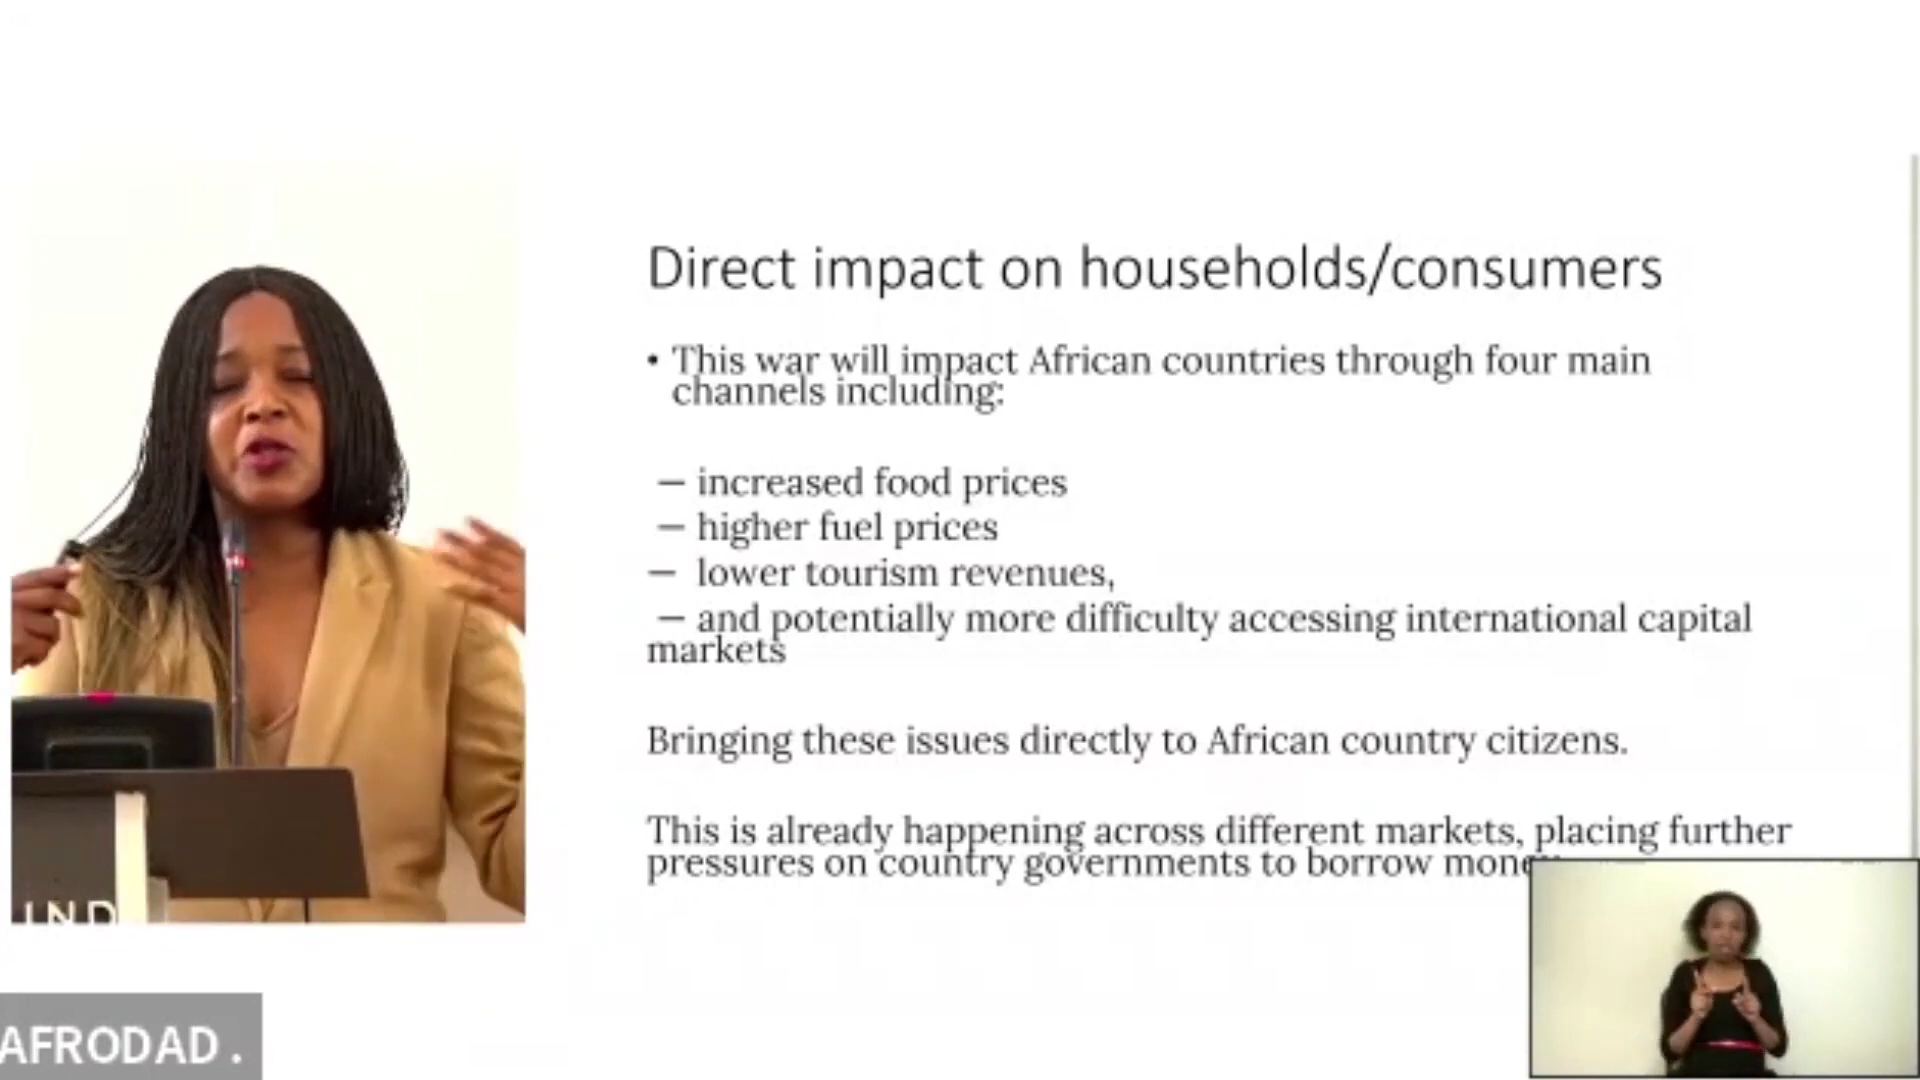 Direct impact on households/consumers
• This war will impact African countries through four main
channels including:
— increased food prices
— higher fuel prices
— lower tourism revenues,
— and potentially more difficulty accessing international capital
markets
Bringing these issues directly to African country citizens.
This is already happening across different markets, placing further
pressures on country governments to borrow money
IND
AFRODAD .